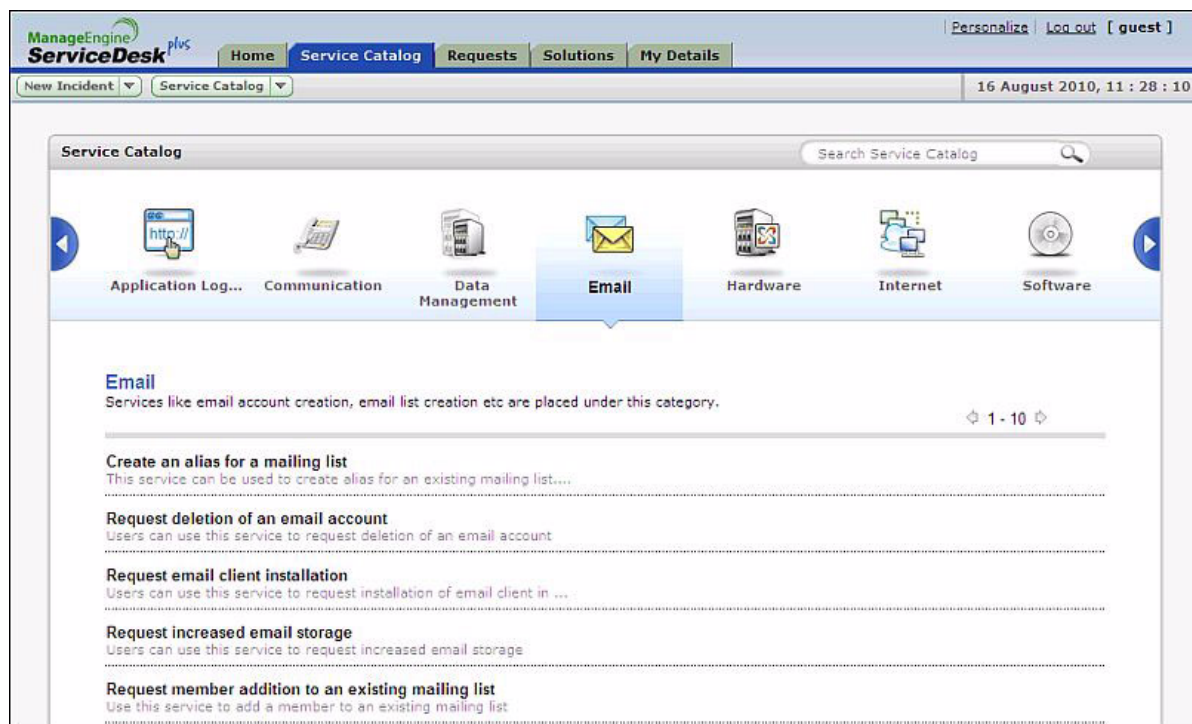 ManageEngine
ServiceDesk plus
Personalize Log out [ guest ]
Home Service Catalog Requests Solutions My Details
New Incident Service Catalog 16 August 2010, 11 : 28 : 10
Service Catalog Search Service Catalog
http://
Application Log... Communication Data Management Email Hardware Internet Software
Email
Services like email account creation, email list creation etc are placed under this category.
1 - 10
Create an alias for a mailing list
This service can be used to create alias for an existing mailing list....
Request deletion of an email account
Users can use this service to request deletion of an email account
Request email client installation
Users can use this service to request installation of email client in ...
Request increased email storage
Users can use this service to request increased email storage
Request member addition to an existing mailing list
Use this service to add a member to an existing mailing list